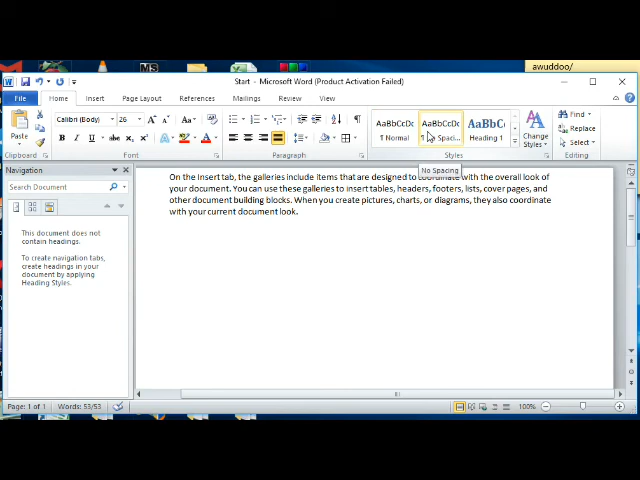 awuddoo/
MS
Start - Word (Product Activation Failed)
File Home Insert Page Layout References Mailings Review View
Calibri (Body) 26
AaBbCcDc AaBbCcDc AaBbC
¶ Normal ¶ No Spaci... Heading 1
Paste
Change
Styles
Find
Replace
Select
Clipboard Font Paragraph Styles Editing
No Spacing
Navigation
Search Document
This document does not
contain headings.
To create navigation tabs,
create headings in your
document by applying
Heading Styles.
On the Insert tab, the galleries include items that are designed to coordinate with the overall look of
your document. You can use these galleries to insert tables, headers, footers, lists, cover pages, and
other document building blocks. When you create pictures, charts, or diagrams, they also coordinate
with your current document look.
Page: 1 of 1 Words: 53/53 100%